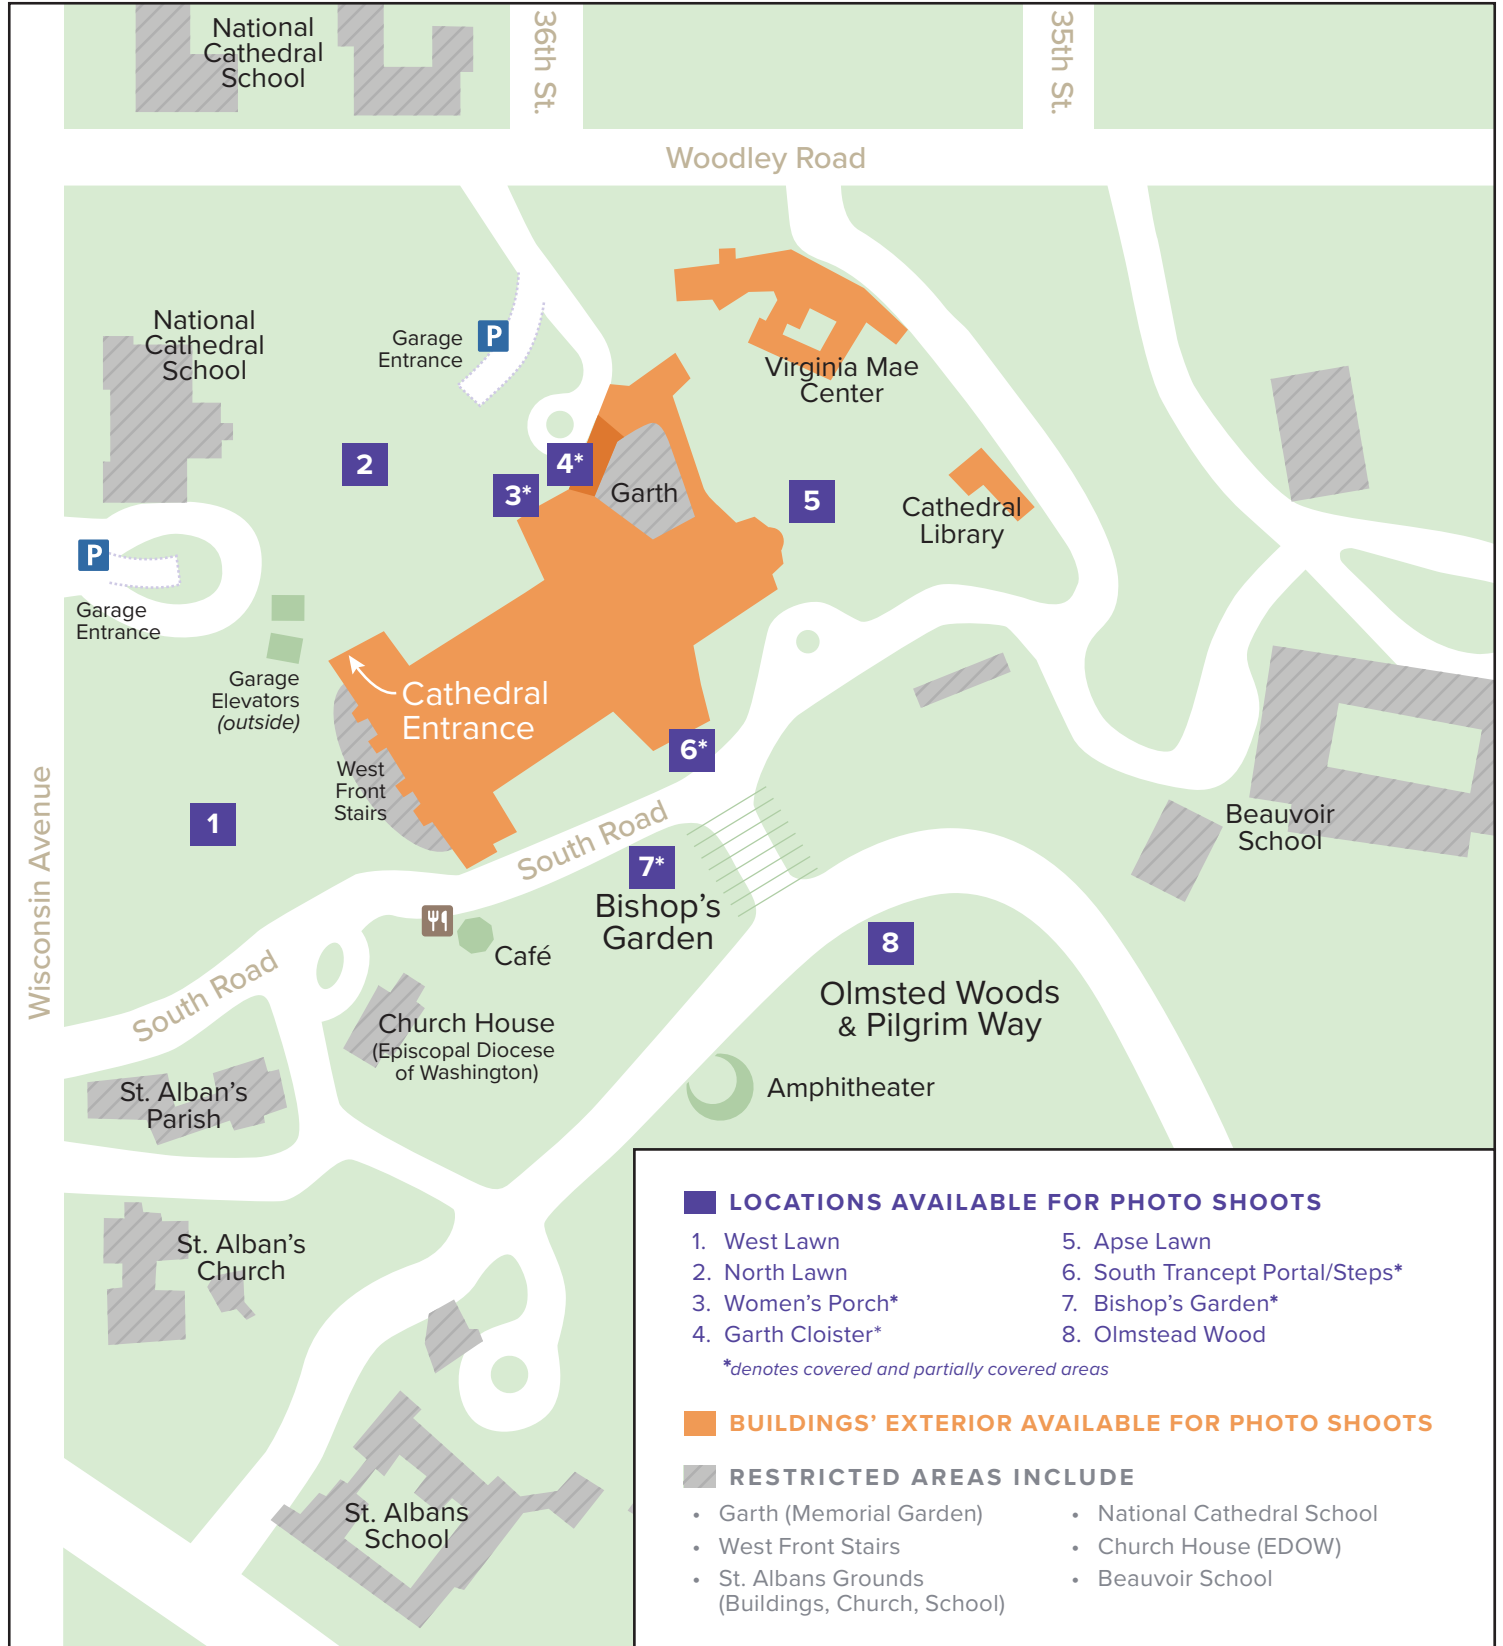 National
Cathedral
School
36th St.
35th St.
Woodley Road
National
Cathedral
School
Garage
Entrance
P
Virginia Mae
Center
2
4*
3*
Garth
5
Cathedral
Library
P
Garage
Entrance
Garage
Elevators
(outside)
Cathedral
Entrance
West
Front
Stairs
6*
1
Wisconsin Avenue
South Road
7*
Bishop's
Garden
Beauvoir
School
8
Café
Olmsted Woods
& Pilgrim Way
South Road
Church House
(Episcopal Diocese
of Washington)
Amphitheater
St. Alban's
Parish
St. Alban's
Church
St. Albans
School
LOCATIONS AVAILABLE FOR PHOTO SHOOTS
1. West Lawn
2. North Lawn
3. Women's Porch*
4. Garth Cloister*
5. Apse Lawn
6. South Trancept Portal/Steps*
7. Bishop's Garden*
8. Olmstead Wood
*denotes covered and partially covered areas
BUILDINGS' EXTERIOR AVAILABLE FOR PHOTO SHOOTS
RESTRICTED AREAS INCLUDE
• Garth (Memorial Garden)
• West Front Stairs
• St. Albans Grounds
(Buildings, Church, School)
• National Cathedral School
• Church House (EDOW)
• Beauvoir School